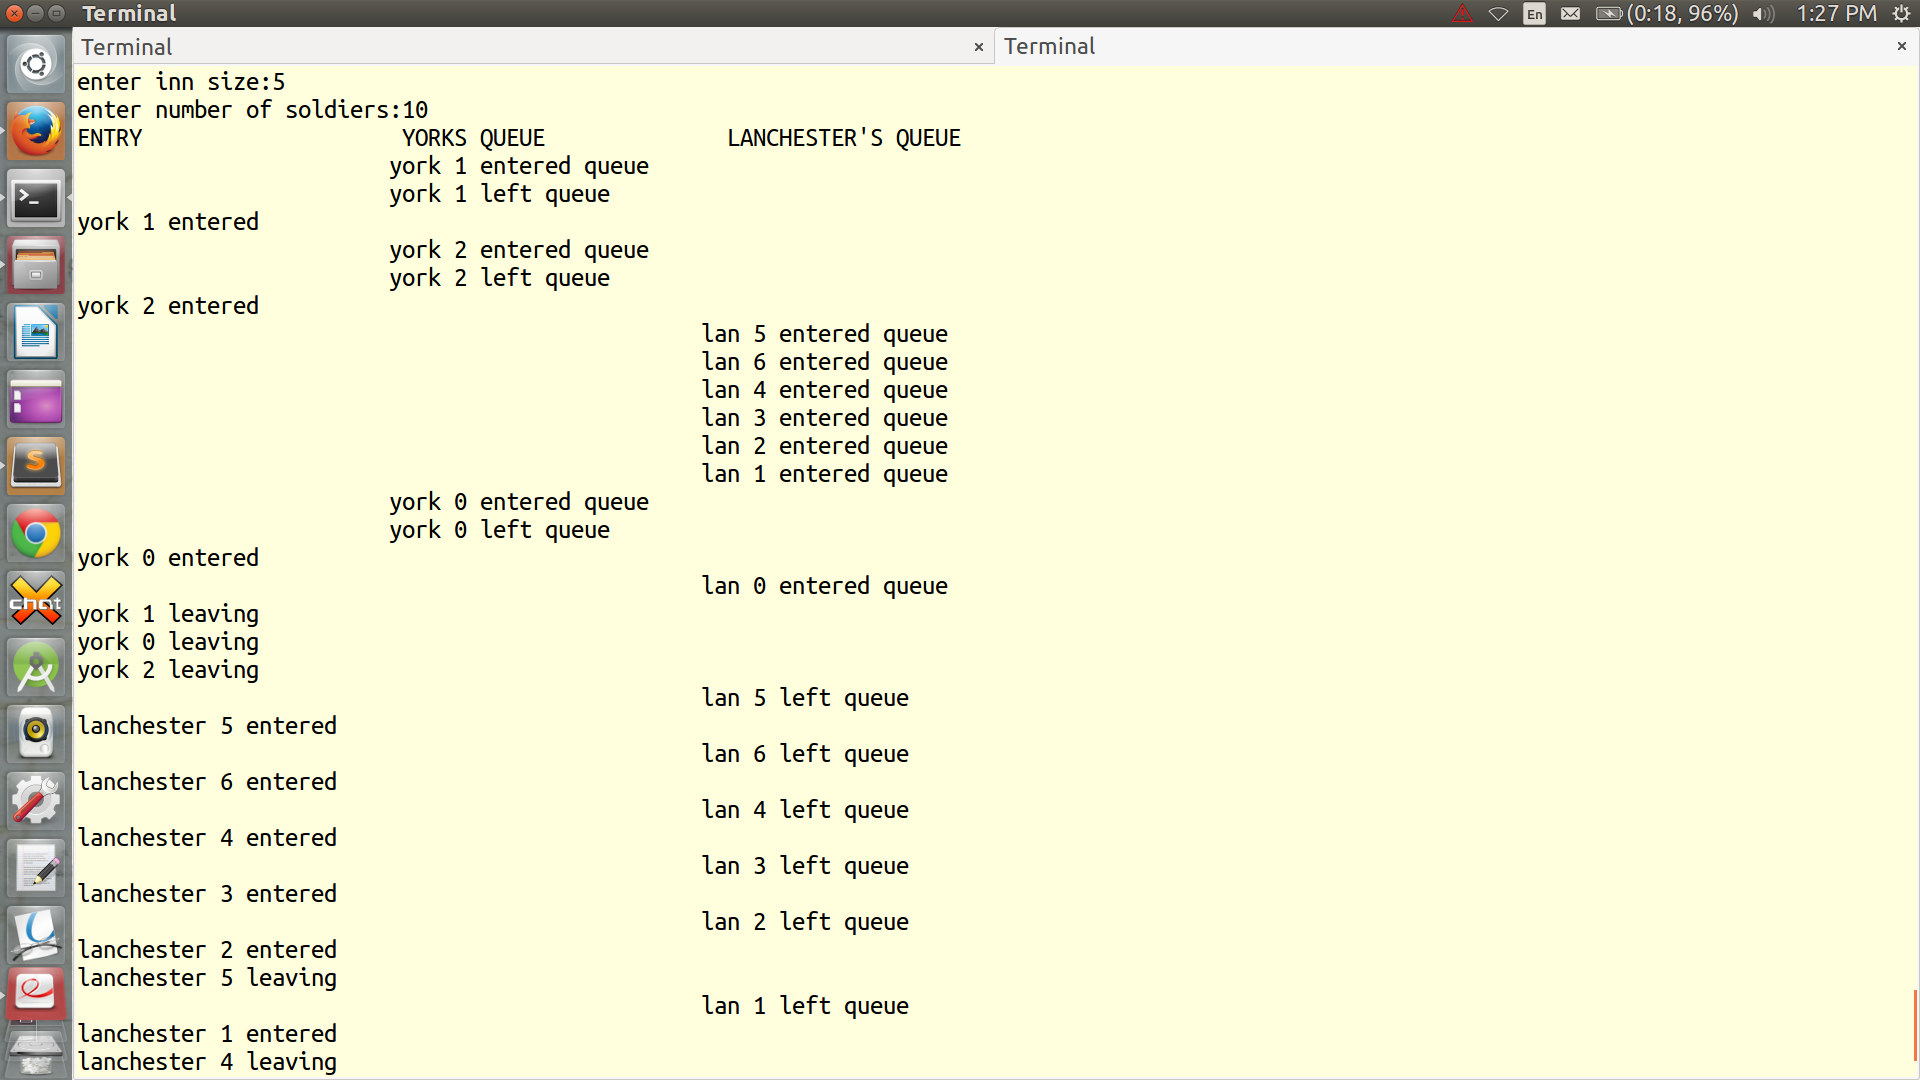 Terminal
En (0:18, 96%) 1:27 PM
Terminal × Terminal ×
enter inn size:5
enter number of soldiers:10
ENTRY YORKS QUEUE LANCHESTER'S QUEUE
york 1 entered queue
york 1 left queue
york 1 entered
york 2 entered queue
york 2 left queue
york 2 entered
lan 5 entered queue
lan 6 entered queue
lan 4 entered queue
lan 3 entered queue
lan 2 entered queue
lan 1 entered queue
york 0 entered queue
york 0 left queue
york 0 entered
lan 0 entered queue
york 1 leaving
york 0 leaving
york 2 leaving
lan 5 left queue
lanchester 5 entered
lan 6 left queue
lanchester 6 entered
lan 4 left queue
lanchester 4 entered
lan 3 left queue
lanchester 3 entered
lan 2 left queue
lanchester 2 entered
lanchester 5 leaving
lan 1 left queue
lanchester 1 entered
lanchester 4 leaving
>_
S
chat